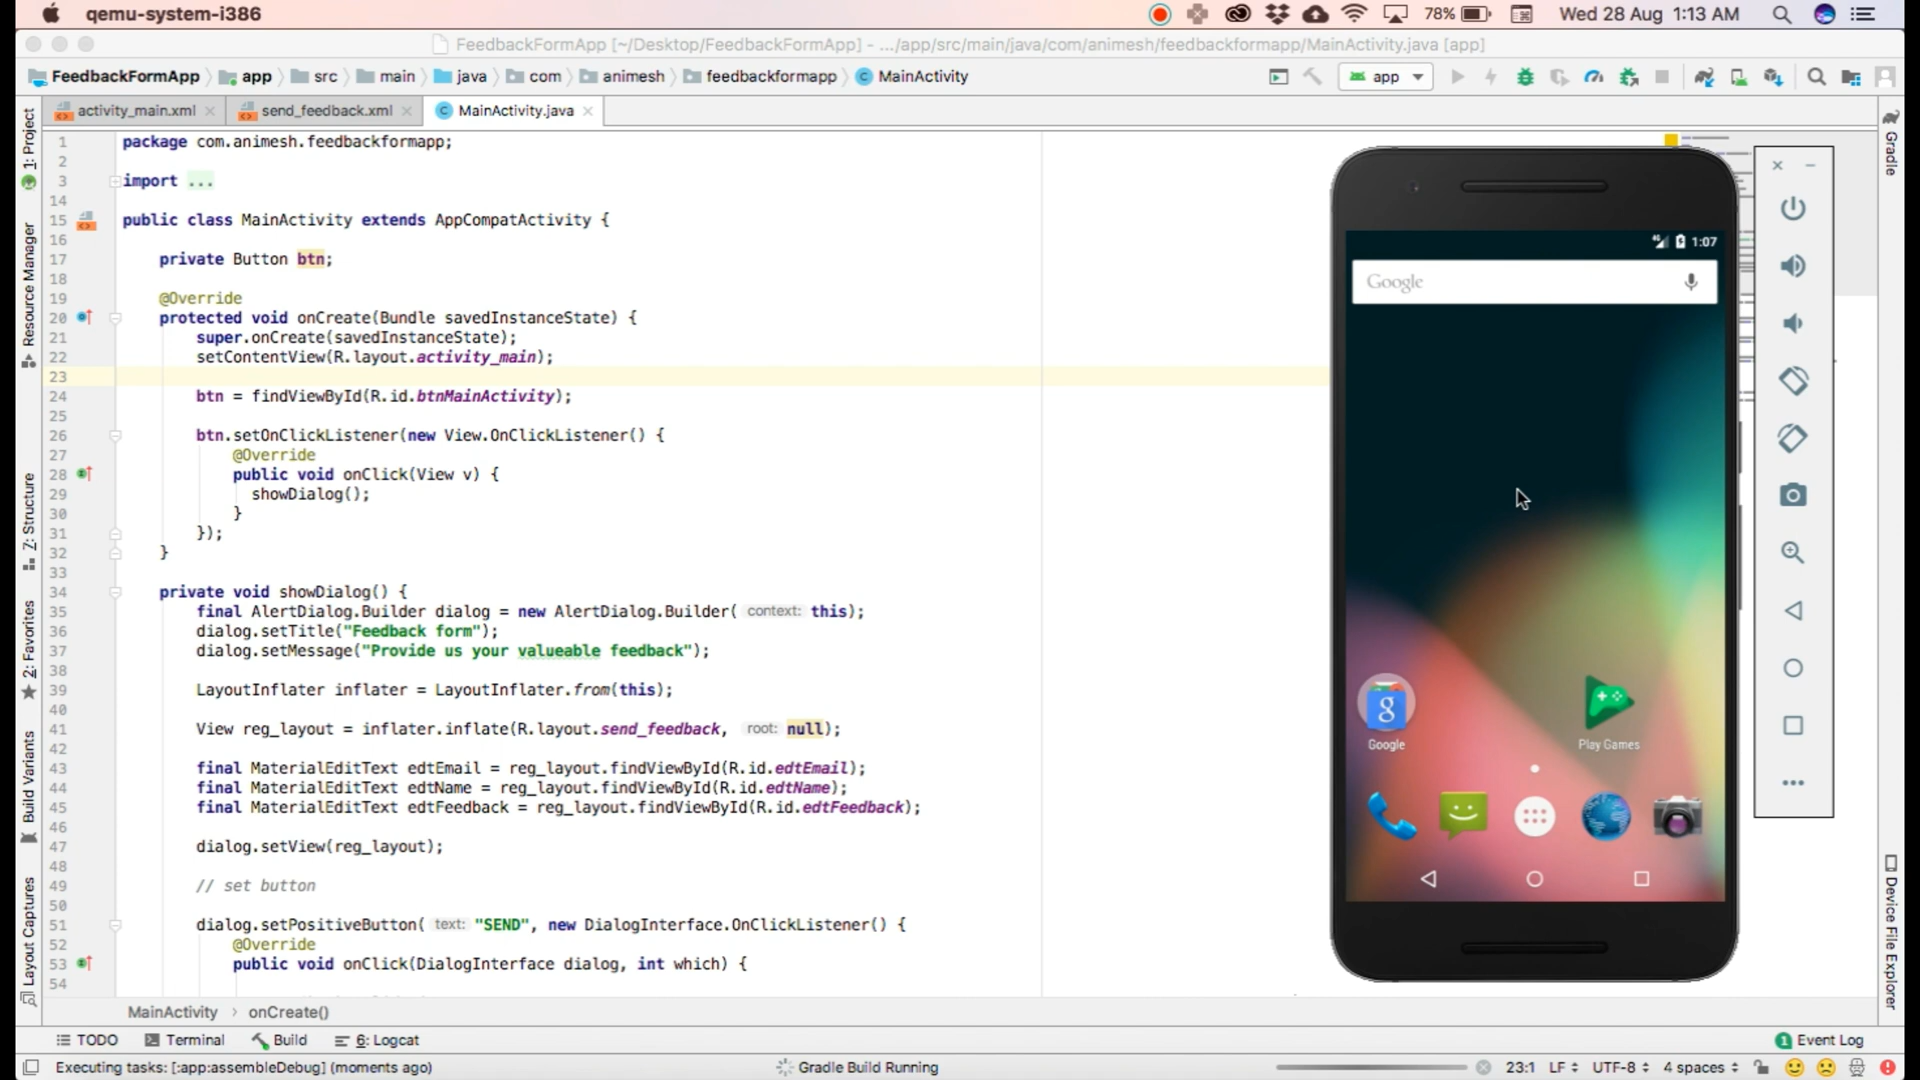 qemu-system-i386
78%
Wed 28 Aug 1:13 AM
FeedbackFormApp [~/Desktop/FeedbackFormApp] - .../app/src/main/java/com/animesh/feedbackformapp/MainActivity.java [app]
FeedbackFormApp app src main java com animesh feedbackformapp MainActivity
app
activity_main.xml send_feedback.xml MainActivity.java
1: Project
Resource Manager
7: Structure
2: Favorites
Build Variants
Layout Captures
1 package com.animesh.feedbackformapp;
2
3 import ...
14
15 public class MainActivity extends AppCompatActivity {
16
17 private Button btn;
18
19 @Override
20 protected void onCreate(Bundle savedInstanceState) {
21 super.onCreate(savedInstanceState);
22 setContentView(R.layout.activity_main);
23
24 btn = findViewById(R.id.btnMainActivity);
25
26 btn.setOnClickListener(new View.OnClickListener() {
27 @Override
28 public void onClick(View v) {
29 showDialog();
30 }
31 });
32 }
33
34 private void showDialog() {
35 final AlertDialog.Builder dialog = new AlertDialog.Builder( context: this);
36 dialog.setTitle("Feedback form");
37 dialog.setMessage("Provide us your valueable feedback");
38
39 LayoutInflater inflater = LayoutInflater.from(this);
40
41 View reg_layout = inflater.inflate(R.layout.send_feedback, root: null);
42
43 final MaterialEditText edtEmail = reg_layout.findViewById(R.id.edtEmail);
44 final MaterialEditText edtName = reg_layout.findViewById(R.id.edtName);
45 final MaterialEditText edtFeedback = reg_layout.findViewById(R.id.edtFeedback);
46
47 dialog.setView(reg_layout);
48
49 // set button
50
51 dialog.setPositiveButton( text: "SEND", new DialogInterface.OnClickListener() {
52 @Override
53 public void onClick(DialogInterface dialog, int which) {
54
1:07
Google
Google
Play Games
Gradle
Device File Explorer
MainActivity onCreate()
TODO Terminal Build 6: Logcat
1 Event Log
Executing tasks: [:app:assembleDebug] (moments ago)
Gradle Build Running
23:1 LF UTF-8 4 spaces